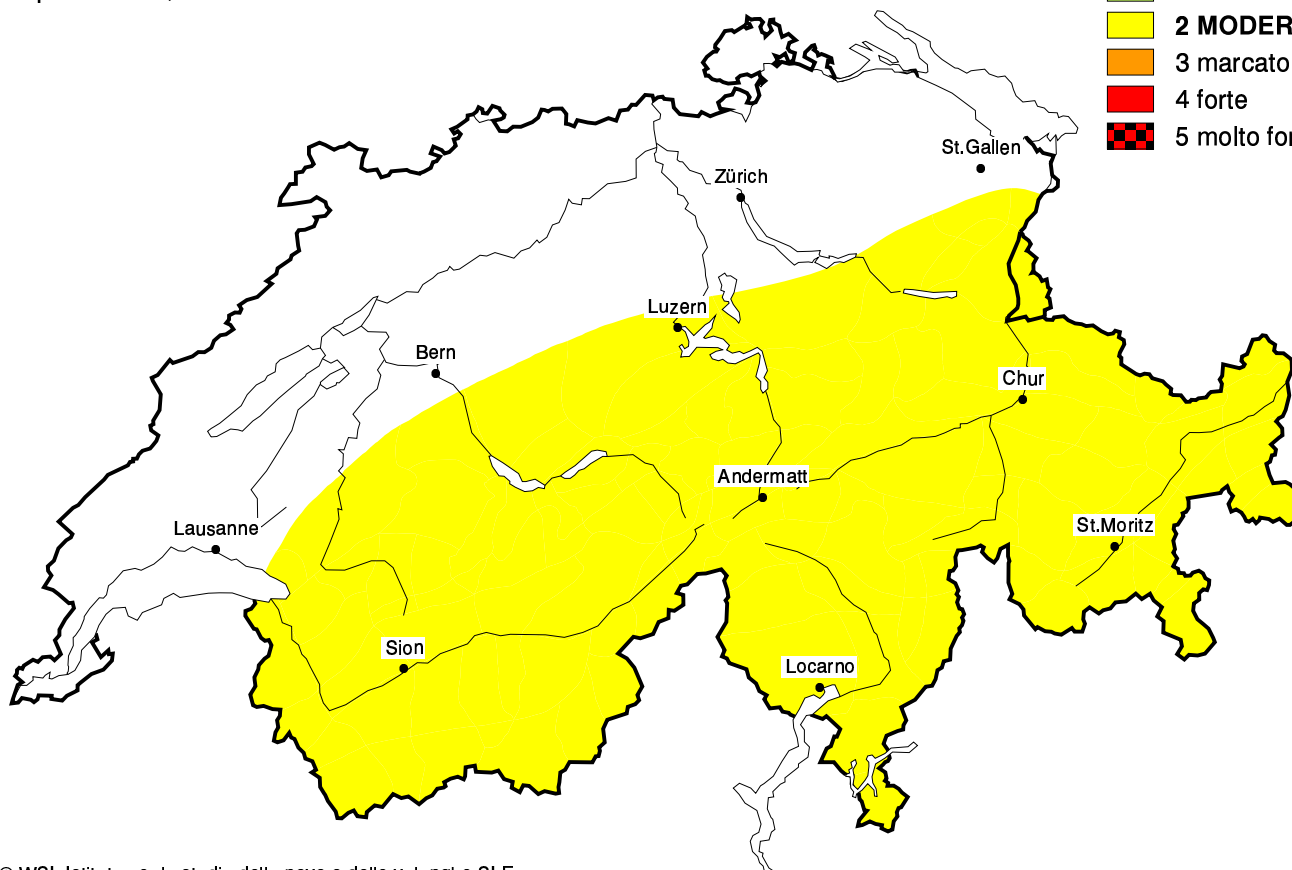 2 MODER
3 marcato
4 forte
5 molto for
St.Gallen
Zürich
Luzern
Bern
Chur
Andermatt
Lausanne
St.Moritz
Sion
Locarno